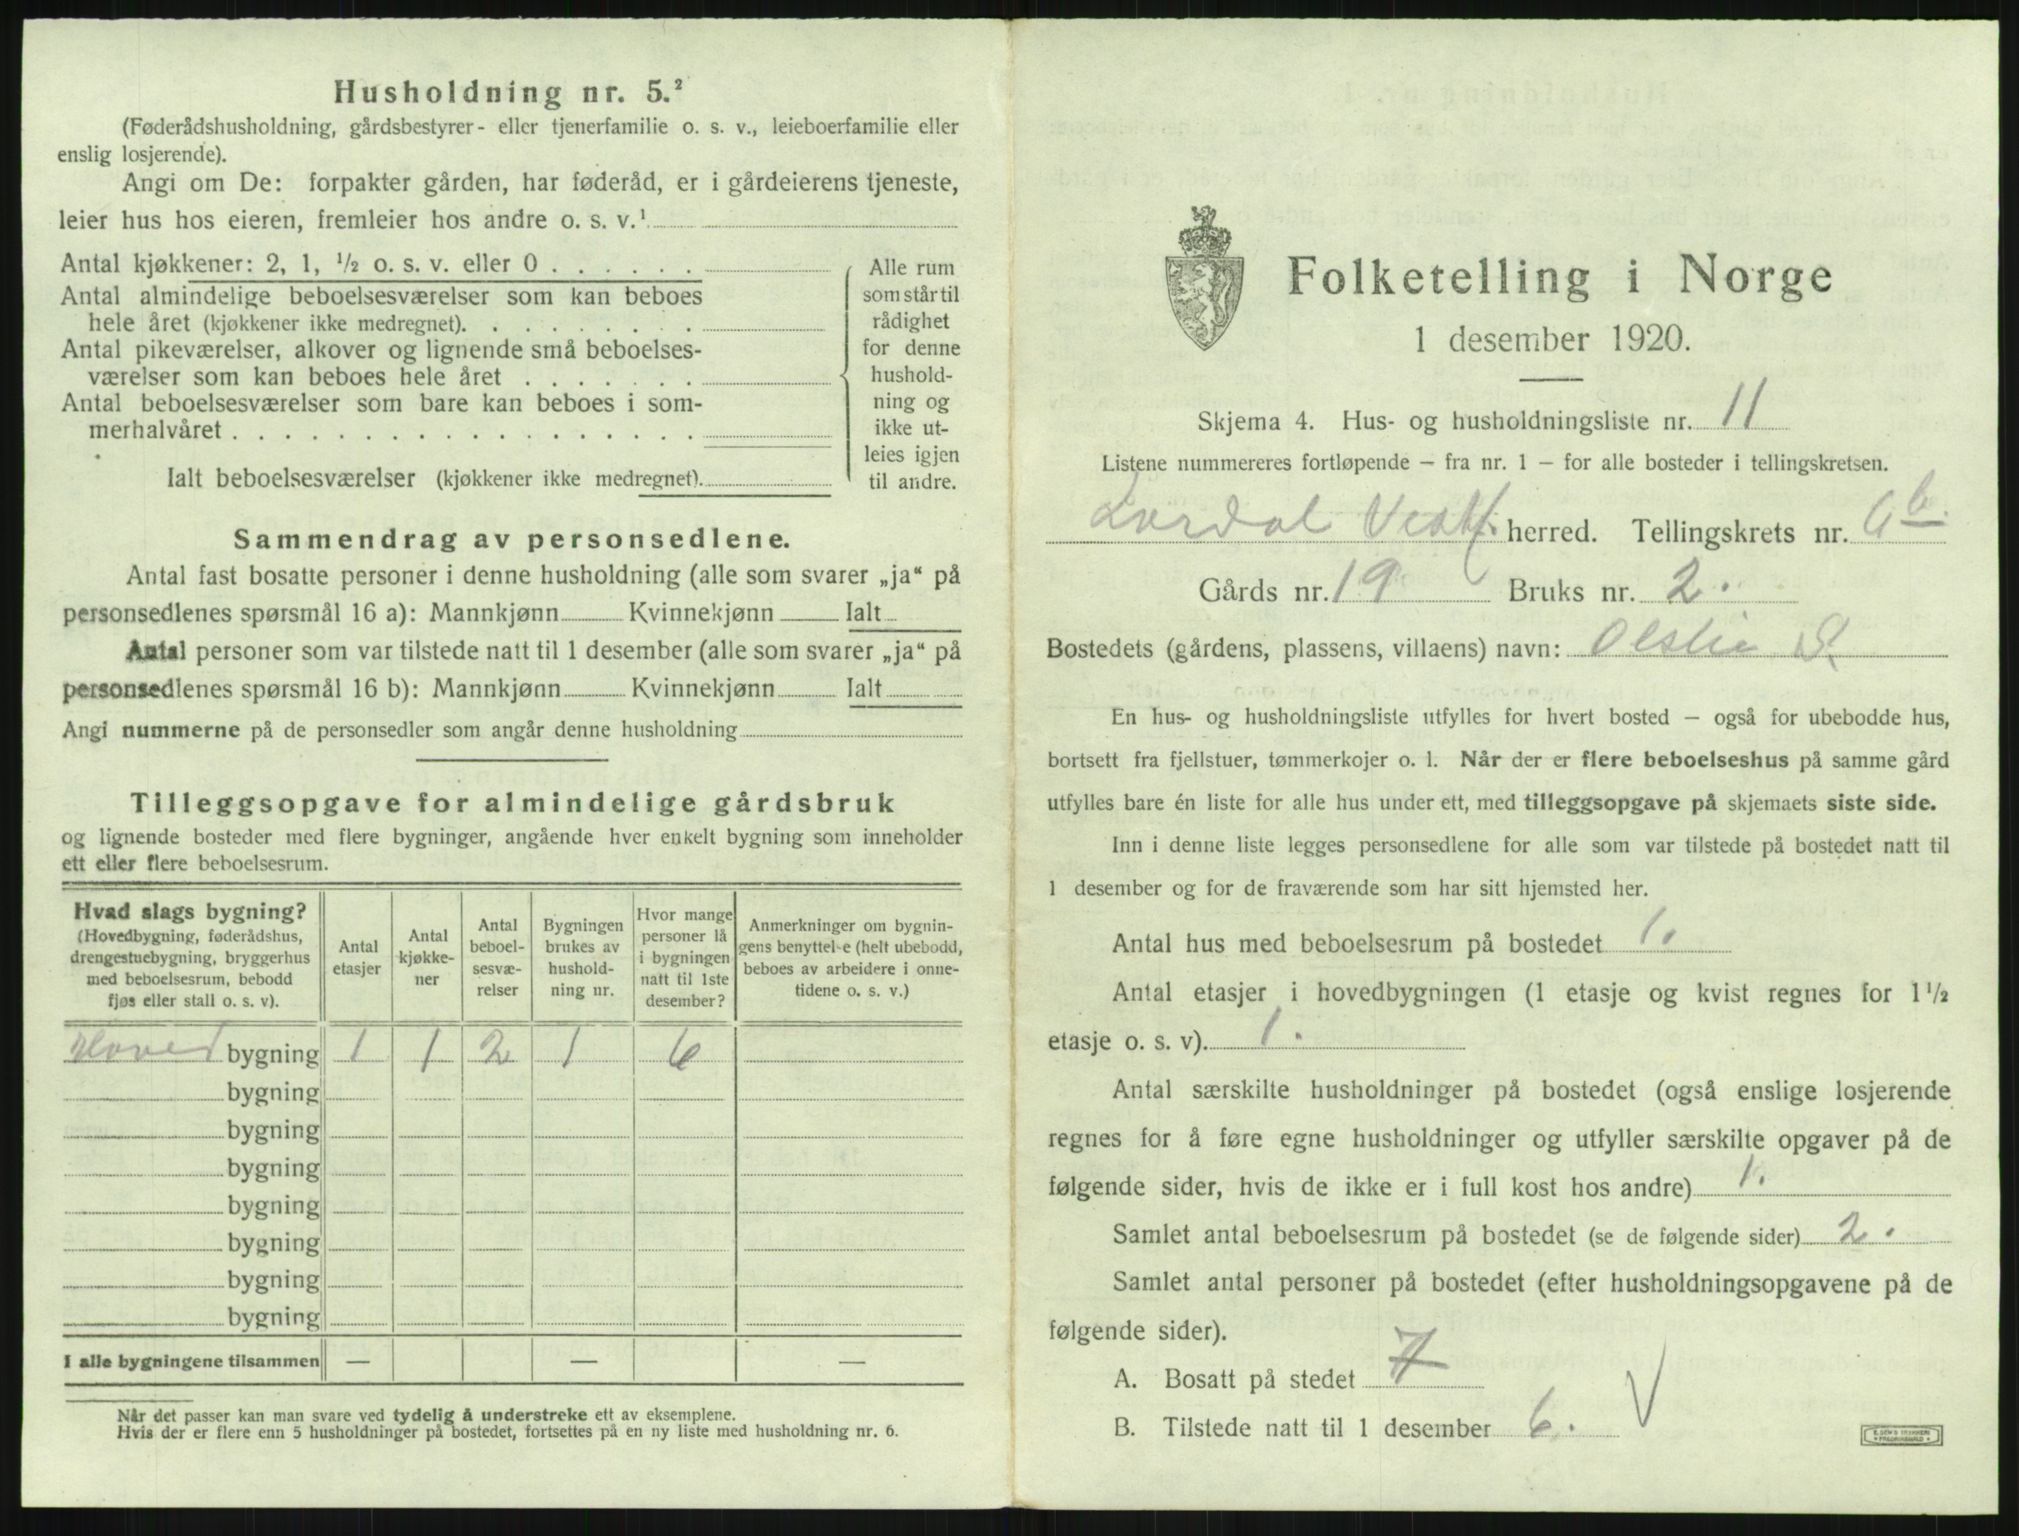 Husholdning nr. 5.²
(Føderådshusholdning, gårdsbestyrer- eller tjenerfamilie o. s. v., leieboerfamilie eller
enslig losjerende).
Angi om De: forpakter gården, har føderåd, er i gårdeierens tjeneste,
leier hus hos eieren, fremleier hos andre o. s. v.¹
Antal kjøkkener: 2, 1, ½ o. s. v. eller 0
Antal almindelige beboelsesværelser som kan beboes
hele året (kjøkkener ikke medregnet).
Antal pikeværelser, alkover og lignende små beboelses-
værelser som kan beboes hele året
Antal beboelsesværelser som bare kan beboes i som-
merhalvåret
Ialt beboelsesværelser (kjøkkener ikke medregnet).
Alle rum
som står til
rådighet
for denne
hushold-
ning og
ikke ut-
leies igjen
til andre.
Sammendrag av personsedlene.
Antal fast bosatte personer i denne husholdning (alle som svarer „ja“ på
personsedlenes spørsmål 16 a): Mannkjønn Kvinnekjønn Ialt
Antal personer som var tilstede natt til 1 desember (alle som svarer „ja“ på
personsedlenes spørsmål 16 b): Mannkjønn Kvinnekjønn Ialt
Angi nummerne på de personsedler som angår denne husholdning
Tilleggsopgave for almindelige gårdsbruk
og lignende bosteder med flere bygninger, angående hver enkelt bygning som inneholder
ett eller flere beboelsesrum.
Hvad slags bygning?
(Hovedbygning, føderådshus,
drengestuebygning, bryggerhus
med beboelsesrum, bebodd
fjøs eller stall o. s. v).
Antal
etasjer
Antal
kjøkke-
ner
Antal
beboel-
sesvæ-
relser
Bygningen
brukes av
hushold-
ning nr.
Hvor mange
personer lå
i bygningen
natt til 1ste
desember?
Anmerkninger om bygnin-
gens benyttelse (helt ubebodd,
beboes av arbeidere i onne-
tidene o. s. v.)
Hoved bygning 1 1 2 1 6
bygning
bygning
bygning
bygning
bygning
bygning
bygning
I alle bygningene tilsammen — — —
Når det passer kan man svare ved tydelig å understreke ett av eksemplene.
Hvis der er flere enn 5 husholdninger på bostedet, fortsettes på en ny liste med husholdning nr. 6.
Folketelling i Norge
1 desember 1920.
Skjema 4. Hus- og husholdningsliste nr. 11
Listene nummereres fortløpende – fra nr. 1 – for alle bosteder i tellingskretsen.
herred. Tellingskrets nr.
Gårds nr. 19 Bruks nr. 2.
Bostedets (gårdens, plassens, villaens) navn: Olslie S.
En hus- og husholdningsliste utfylles for hvert bosted – også for ubebodde hus,
bortsett fra fjellstuer, tømmerkojer o. l. Når der er flere beboelseshus på samme gård
utfylles bare én liste for alle hus under ett, med tilleggsopgave på skjemaets siste side.
Inn i denne liste legges personsedlene for alle som var tilstede på bostedet natt til
1 desember og for de fraværende som har sitt hjemsted her.
Antal hus med beboelsesrum på bostedet 1.
Antal etasjer i hovedbygningen (1 etasje og kvist regnes for 1½
etasje o. s. v). 1.
Antal særskilte husholdninger på bostedet (også enslige losjerende
regnes for å føre egne husholdninger og utfyller særskilte opgaver på de
følgende sider, hvis de ikke er i full kost hos andre) 1.
Samlet antal beboelsesrum på bostedet (se de følgende sider) 2.
Samlet antal personer på bostedet (efter husholdningsopgavene på de
følgende sider).
A. Bosatt på stedet 7
B. Tilstede natt til 1 desember 6.